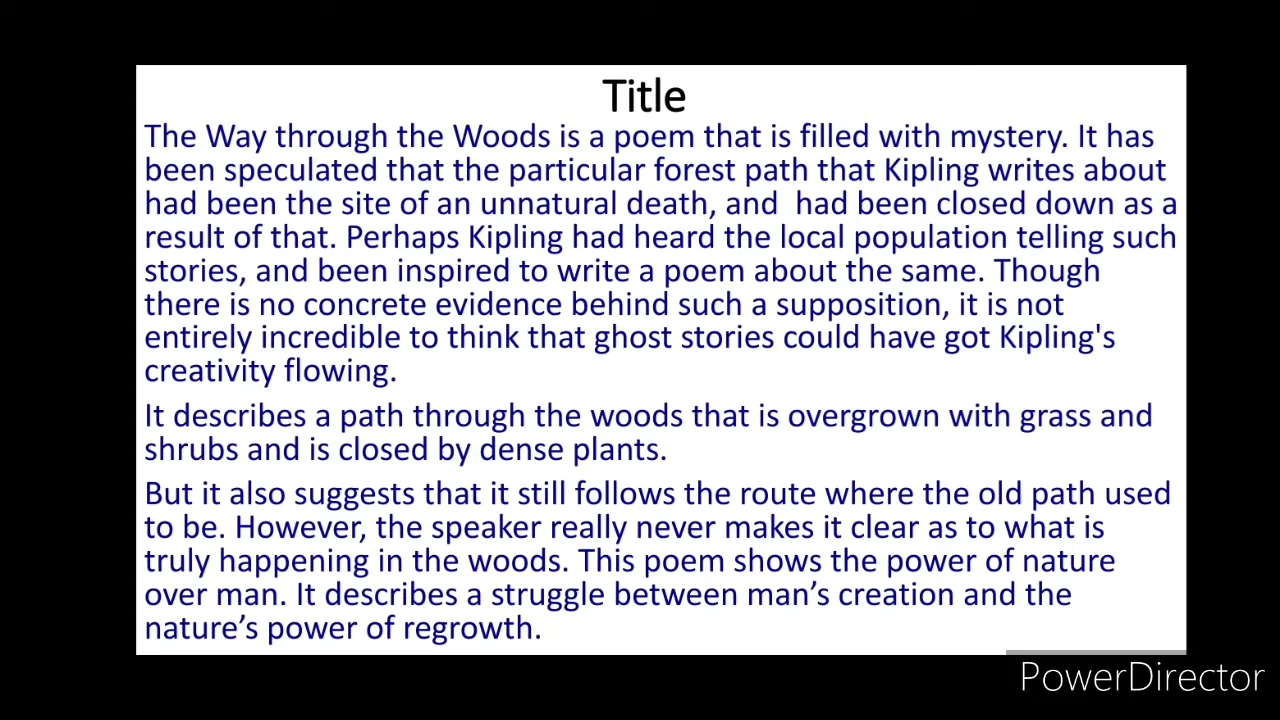 Title
The Way through the Woods is a poem that is filled with mystery. It has
been speculated that the particular forest path that Kipling writes about
had been the site of an unnatural death, and  had been closed down as a
result of that. Perhaps Kipling had heard the local population telling such
stories, and been inspired to write a poem about the same. Though
there is no concrete evidence behind such a supposition, it is not
entirely incredible to think that ghost stories could have got Kipling's
creativity flowing.
It describes a path through the woods that is overgrown with grass and
shrubs and is closed by dense plants.
But it also suggests that it still follows the route where the old path used
to be. However, the speaker really never makes it clear as to what is
truly happening in the woods. This poem shows the power of nature
over man. It describes a struggle between man’s creation and the
nature’s power of regrowth.
PowerDirector